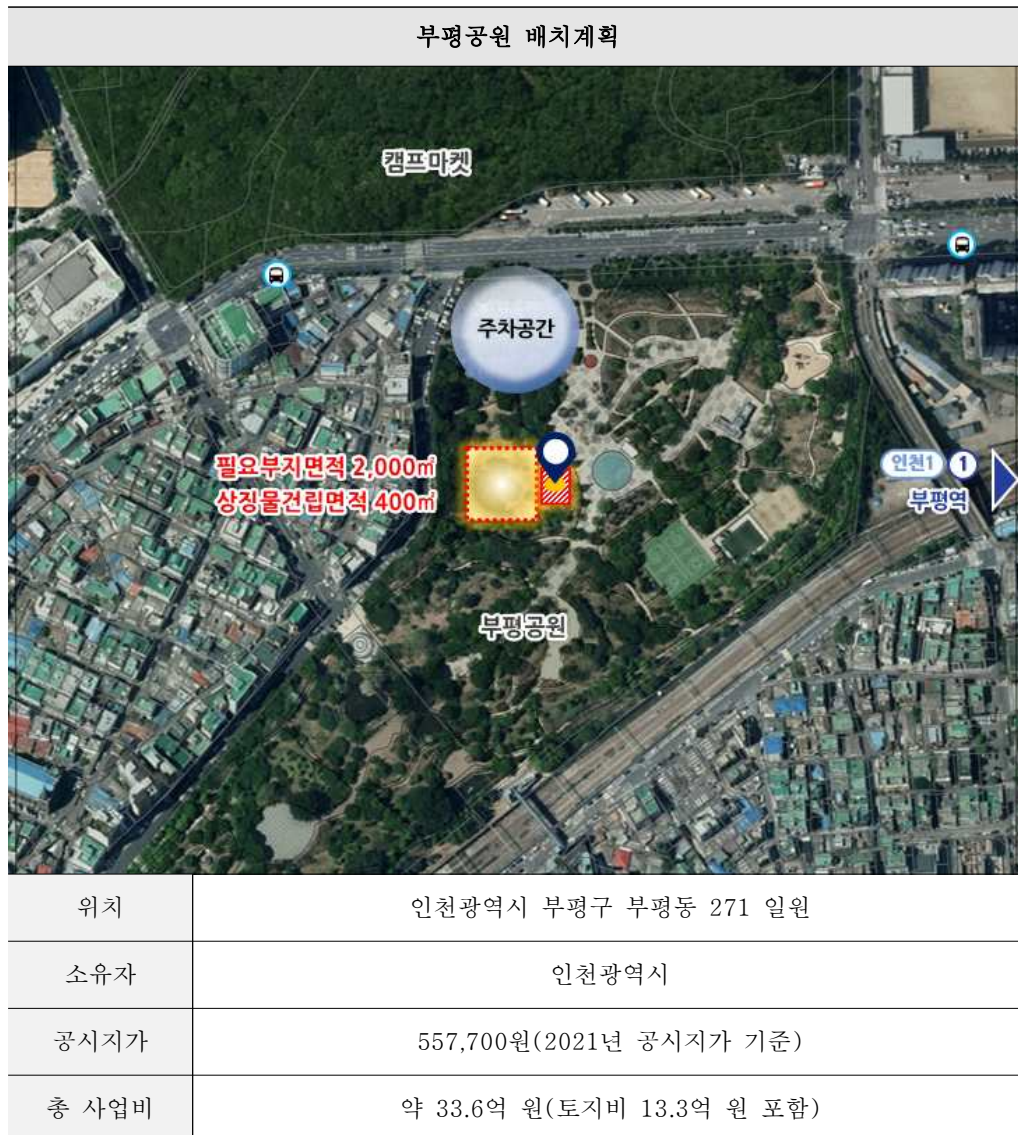 부평공원 배치계획
캠프마켓
주차공간
필요부지면적 2,000㎡
상징물건립면적 400㎡
인천1 1
부평역
부평공원
위치 인천광역시 부평구 부평동 271 일원
소유자 인천광역시
공시지가 557,700원(2021년 공시지가 기준)
총 사업비 약 33.6억 원(토지비 13.3억 원 포함)